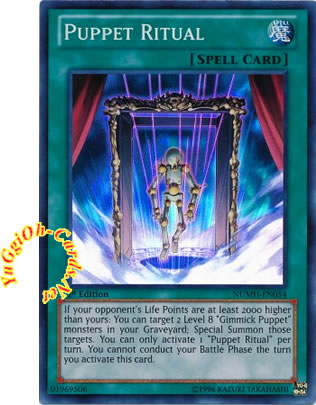 PUPPET RITUAL
魔
[SPELL CARD]
YuGgiOh-Cards.Net
Edition
NUMH-EN054
If your opponent's Life Points are at least 2000 higher
than yours: You can target 2 Level 8 "Gimmick Puppet"
monsters in your Graveyard; Special Summon those
targets. You can only activate 1 "Puppet Ritual" per
turn. You cannot conduct your Battle Phase the turn
you activate this card.
01969506
©1996 KAZUKI TAKAHASHI